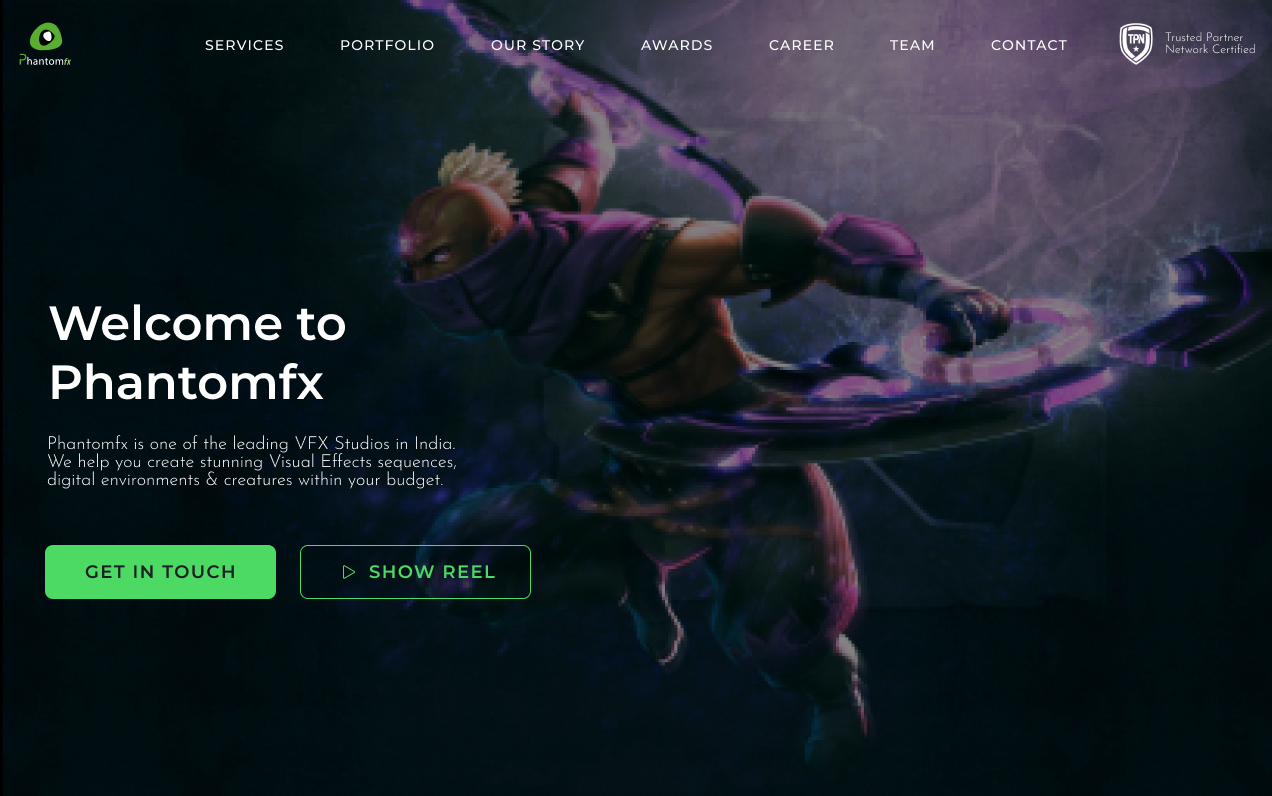 Phantomfx
SERVICES
PORTFOLIO
OUR STORY
AWARDS
CAREER
TEAM
CONTACT
TPN
Trusted Partner
Network Certified
Welcome to
Phantomfx
Phantomfx is one of the leading VFX Studios in India.
We help you create stunning Visual Effects sequences,
digital environments & creatures within your budget.
GET IN TOUCH
SHOW REEL